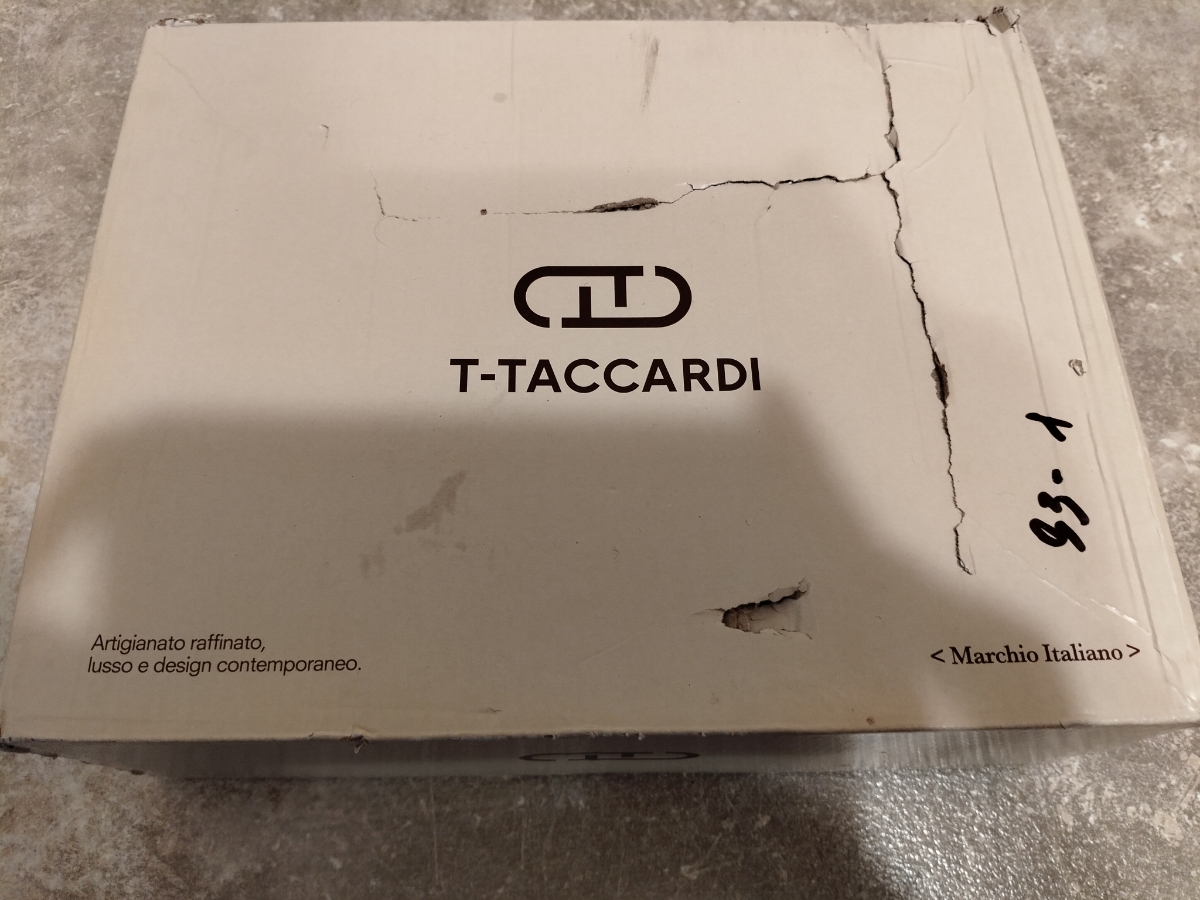 T-TACCARDI
Artigianato raffinato,
lusso e design contemporaneo.
< Marchio Italiano >